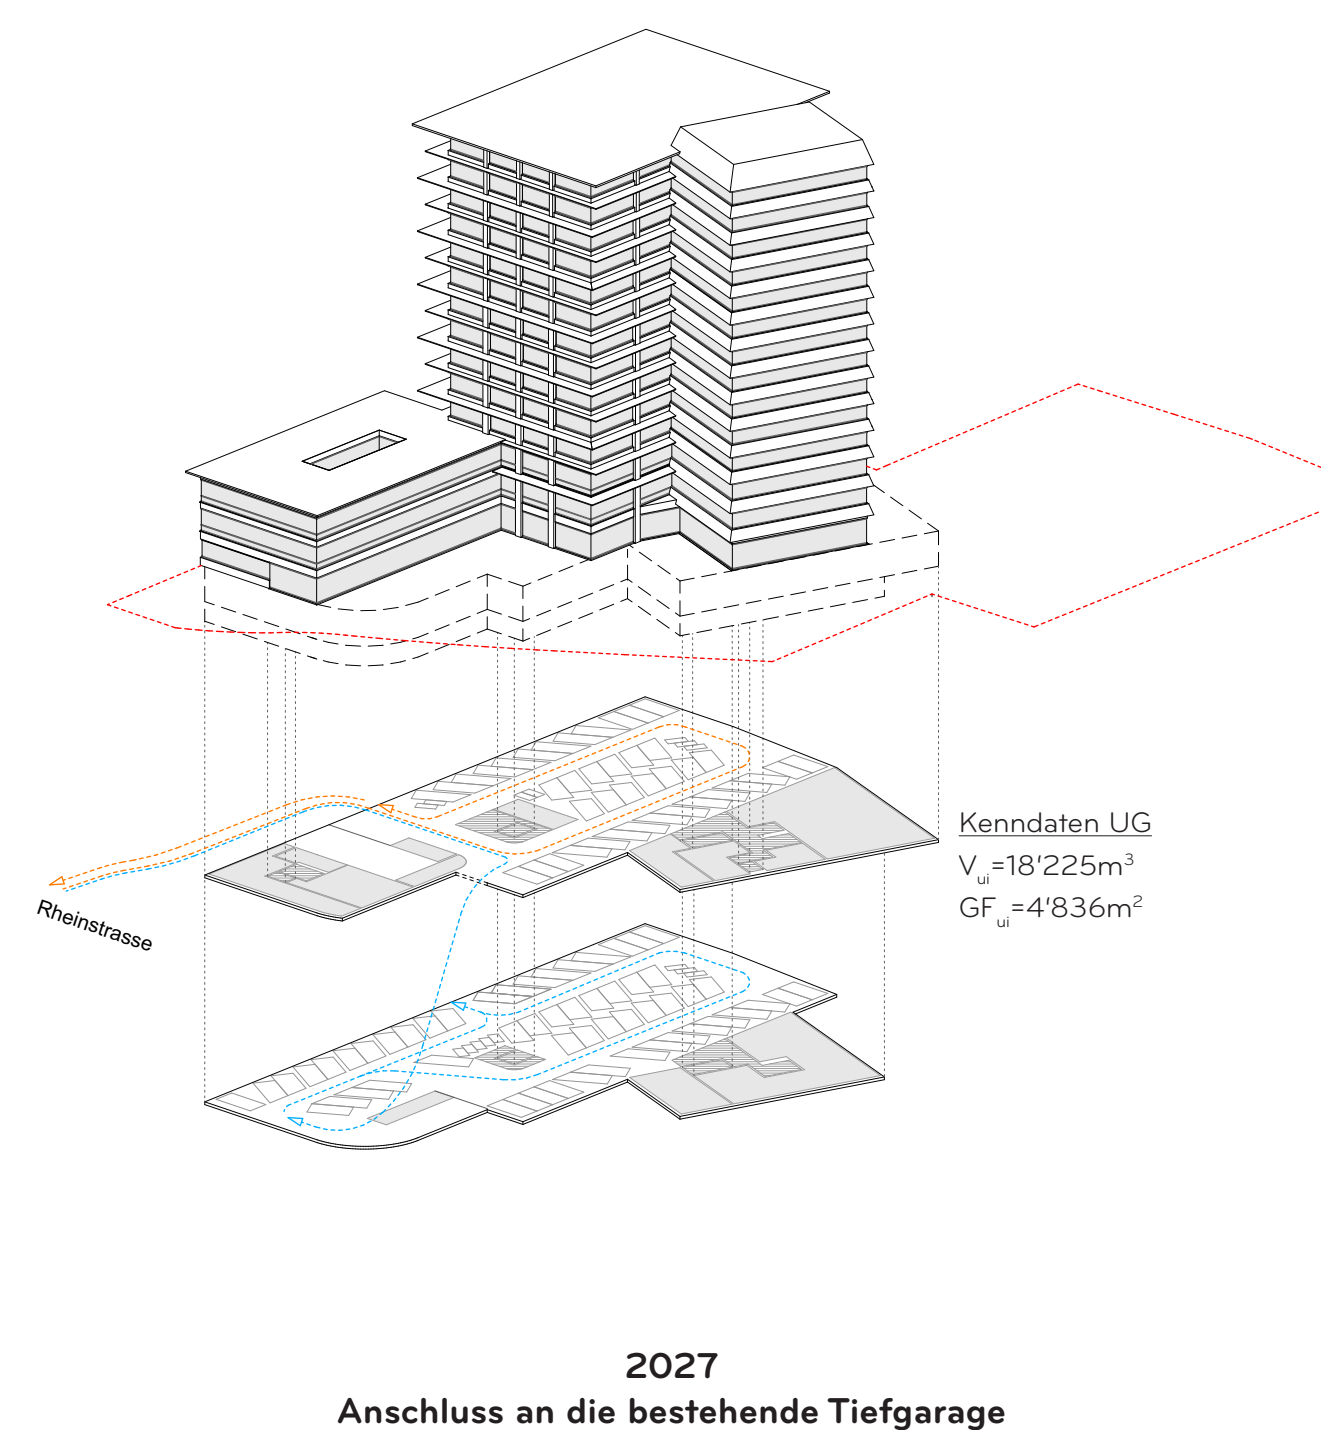 Kenndaten UG
Vui=18'225m³
GFui=4'836m²
Rheinstrasse
2027
Anschluss an die bestehende Tiefgarage